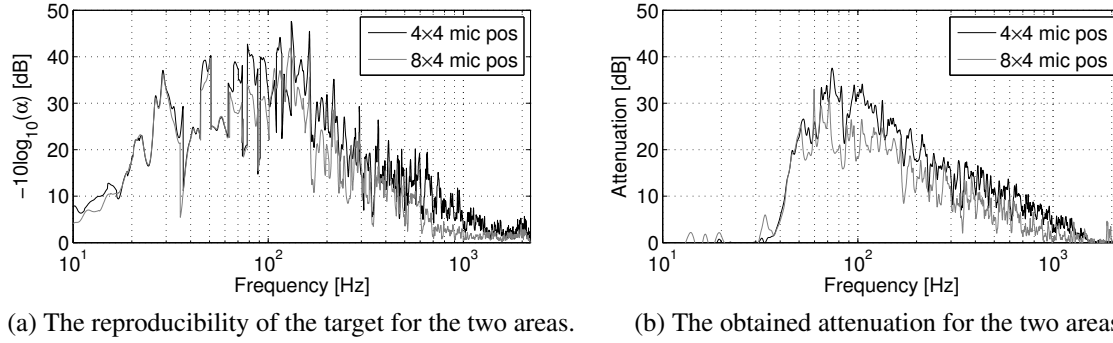 50
40
30
20
10
0
−10log10(α) [dB]
4×4 mic pos
8×4 mic pos
10^1
10^2
10^3
Frequency [Hz]
(a) The reproducibility of the target for the two areas.
50
40
30
20
10
0
Attenuation [dB]
4×4 mic pos
8×4 mic pos
10^1
10^2
10^3
Frequency [Hz]
(b) The obtained attenuation for the two areas